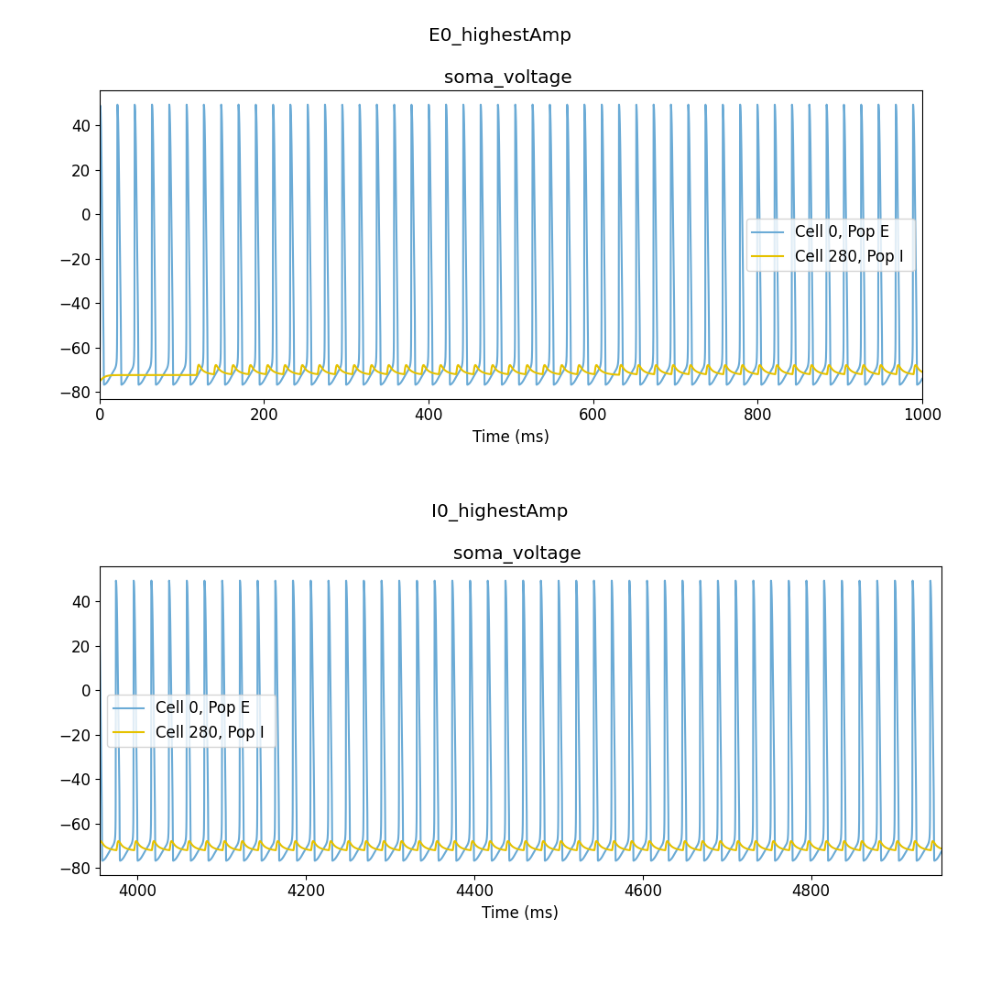 E0_highestAmp
soma_voltage
40
20
0
−20
−40
−60
−80
Cell 0, Pop E
Cell 280, Pop I
0 200 400 600 800 1000
Time (ms)
I0_highestAmp
soma_voltage
40
20
0
−20
−40
−60
−80
Cell 0, Pop E
Cell 280, Pop I
4000 4200 4400 4600 4800
Time (ms)